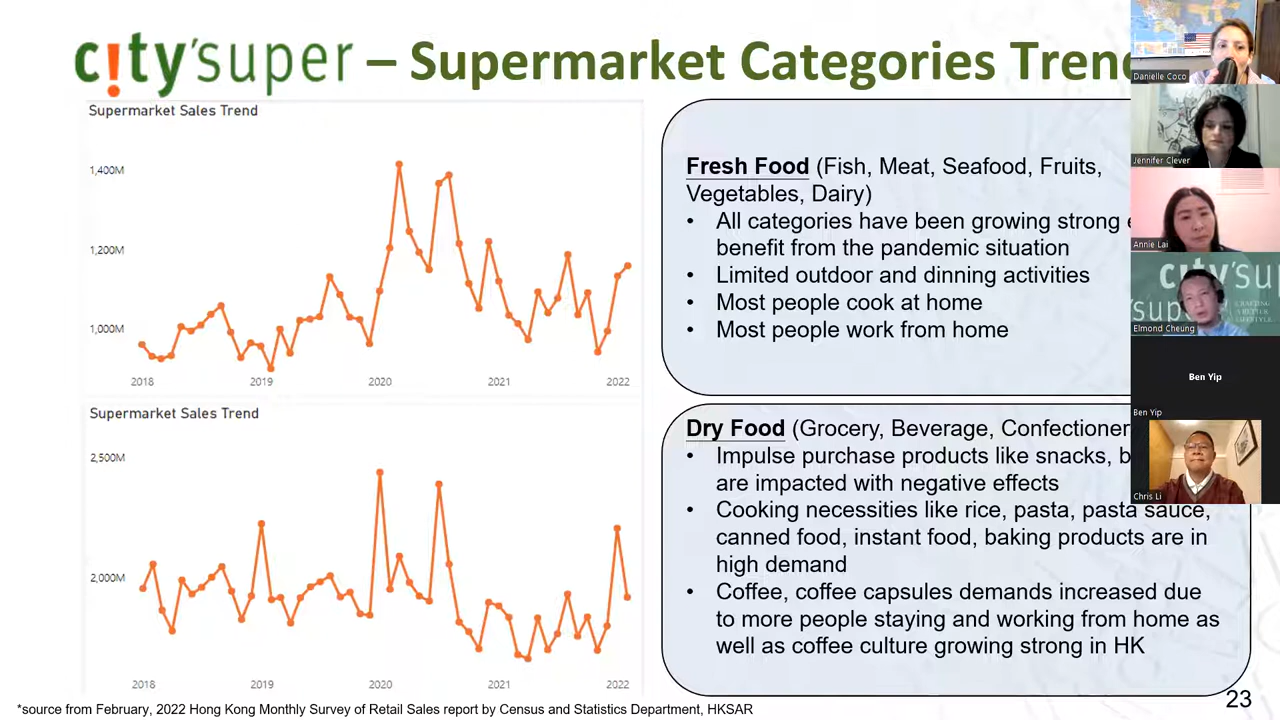 c!ty'super – Supermarket Categories Tren
Supermarket Sales Trend
1,400M
1,200M
1,000M
2018
2019
2020
2021
2022
Supermarket Sales Trend
2,500M
2,000M
2018
2019
2020
2021
2022
Fresh Food (Fish, Meat, Seafood, Fruits,
Vegetables, Dairy)
• All categories have been growing strong
benefit from the pandemic situation
• Limited outdoor and dinning activities
• Most people cook at home
• Most people work from home
Dry Food (Grocery, Beverage, Confectioner
• Impulse purchase products like snacks, b
are impacted with negative effects
• Cooking necessities like rice, pasta, pasta sauce,
canned food, instant food, baking products are in
high demand
• Coffee, coffee capsules demands increased due
to more people staying and working from home as
well as coffee culture growing strong in HK
*source from February, 2022 Hong Kong Monthly Survey of Retail Sales report by Census and Statistics Department, HKSAR
23
Danielle Coco
Jennifer Clever
Annie Lai
c!ty'su
'super
CRAFTING
A BETTER
LIFESTYLE
Elmond Cheung
Ben Yip
Ben Yip
Chris Li